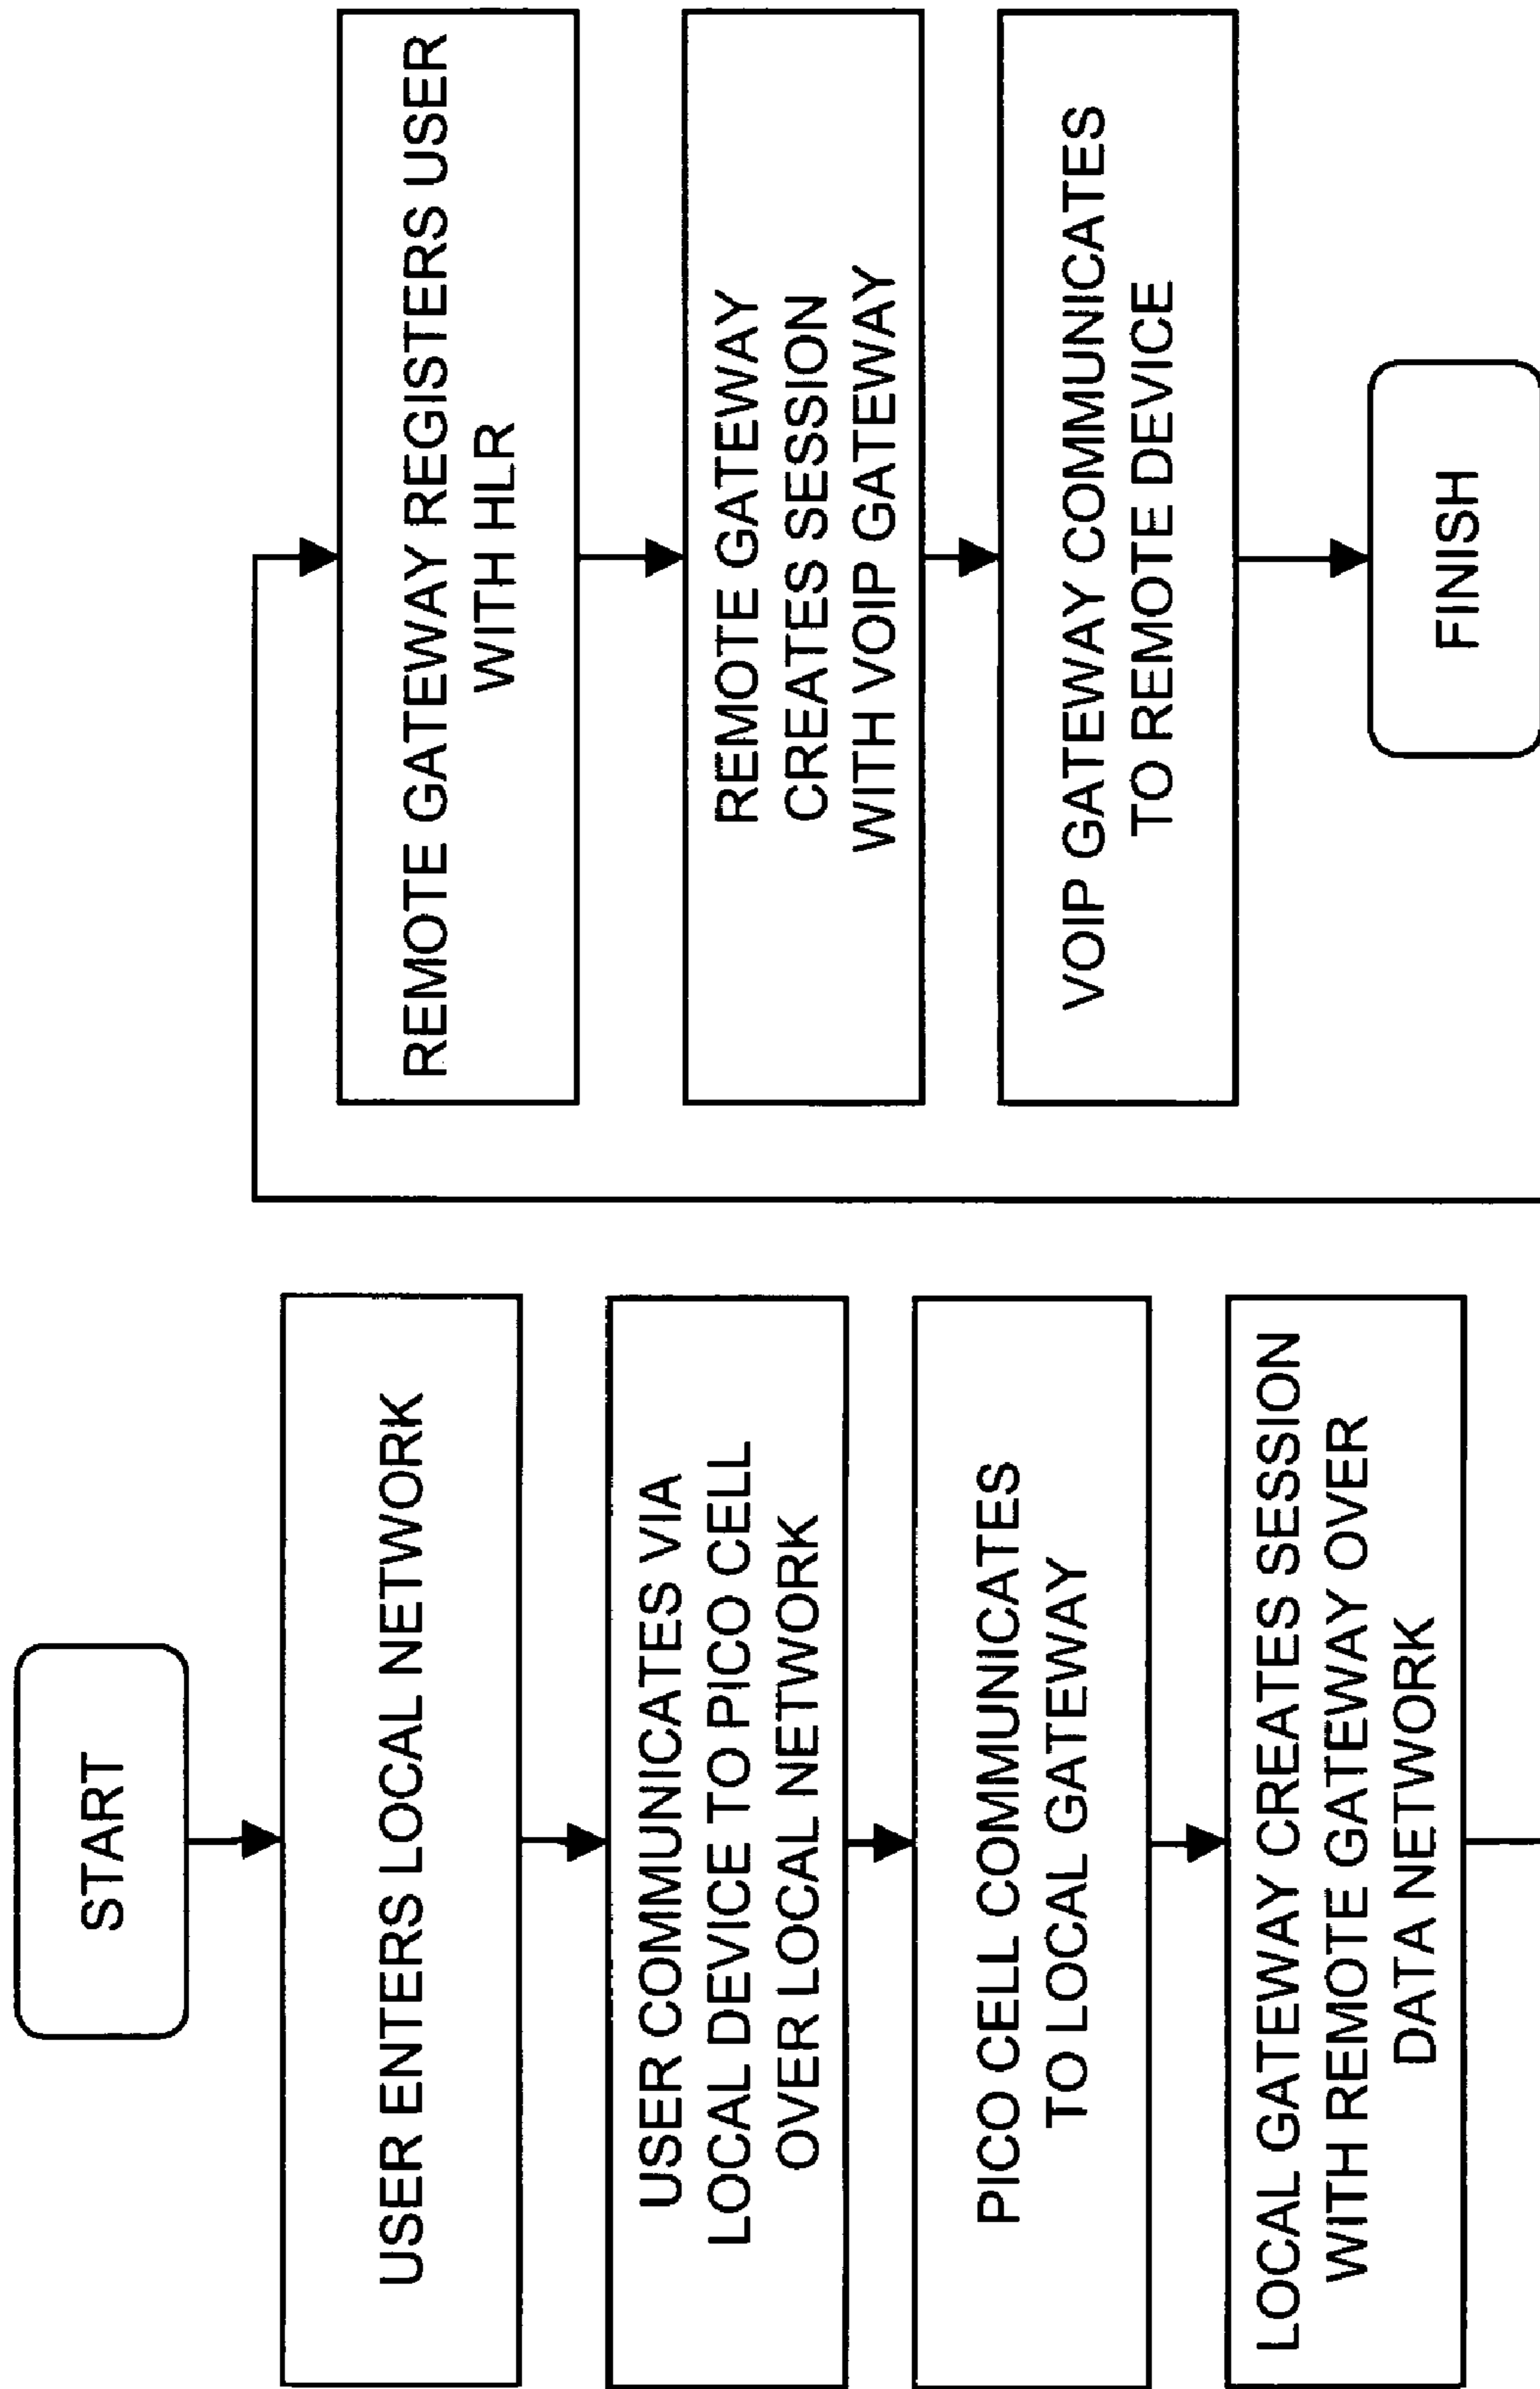 START
USER ENTERS LOCAL NETWORK
USER COMMUNICATES VIA
LOCAL DEVICE TO PICO CELL
OVER LOCAL NETWORK
PICO CELL COMMUNICATES
TO LOCAL GATEWAY
LOCAL GATEWAY CREATES SESSION
WITH REMOTE GATEWAY OVER
DATA NETWORK
REMOTE GATEWAY REGISTERS USER
WITH HLR
REMOTE GATEWAY
CREATES SESSION
WITH VOIP GATEWAY
VOIP GATEWAY COMMUNICATES
TO REMOTE DEVICE
FINISH